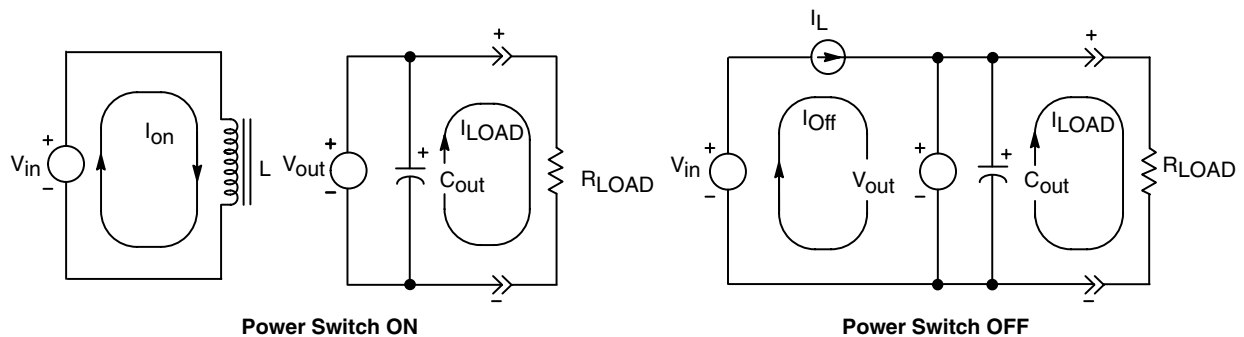 +
Vin
−
Ion
L
+
Vout
−
+
Cout
+
ILOAD
−
RLOAD
Power Switch ON
IL
+
Vin
−
IOff
Vout
+
−
+
Cout
+
ILOAD
−
RLOAD
Power Switch OFF